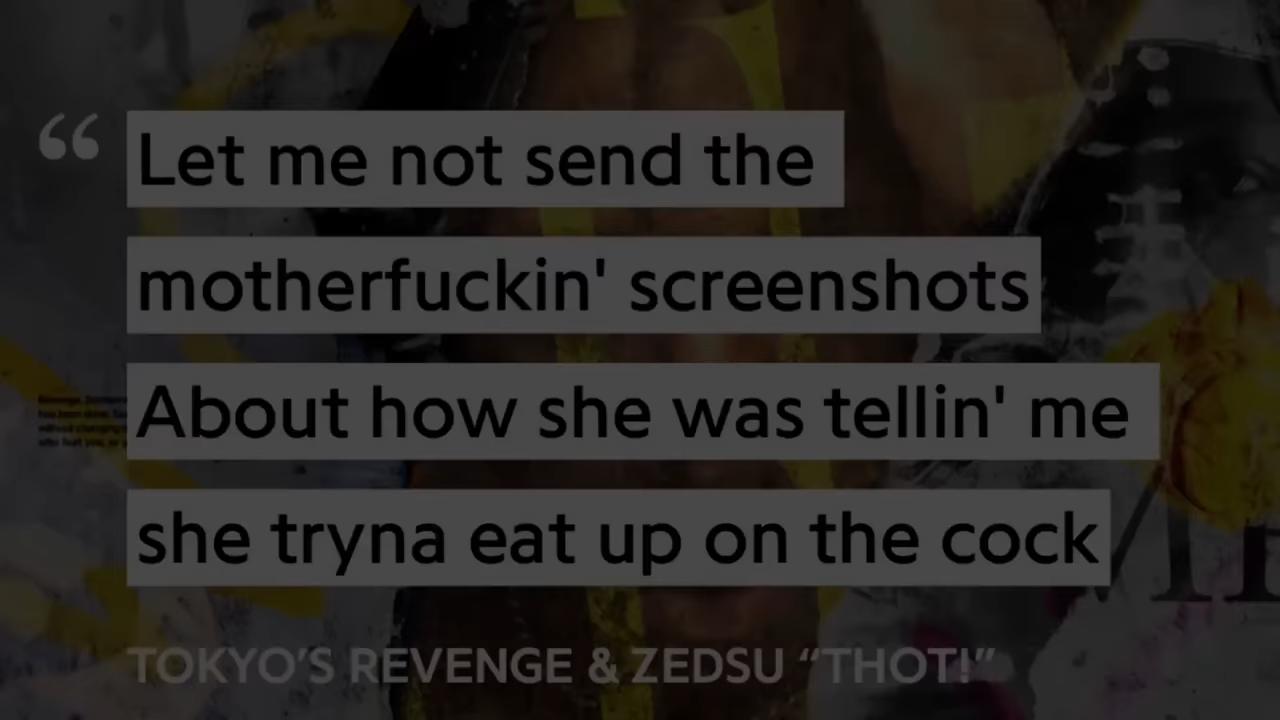 “ Let me not send the
motherfuckin' screenshots
About how she was tellin' me
she tryna eat up on the cock
TOKYO’S REVENGE & ZEDSU “THOT!”